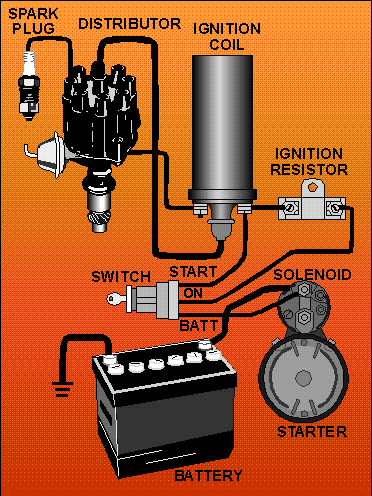 SPARK
PLUG
DISTRIBUTOR
IGNITION
COIL
IGNITION
RESISTOR
SWITCH
START
ON
BATT
SOLENOID
STARTER
BATTERY